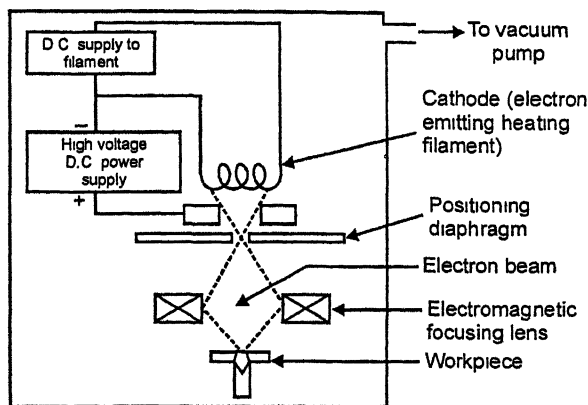 D C supply to
filament
To vacuum
pump
Cathode (electron
emitting heating
filament)
−
High voltage
D.C power
supply
+
Positioning
diaphragm
Electron beam
Electromagnetic
focusing lens
Workpiece